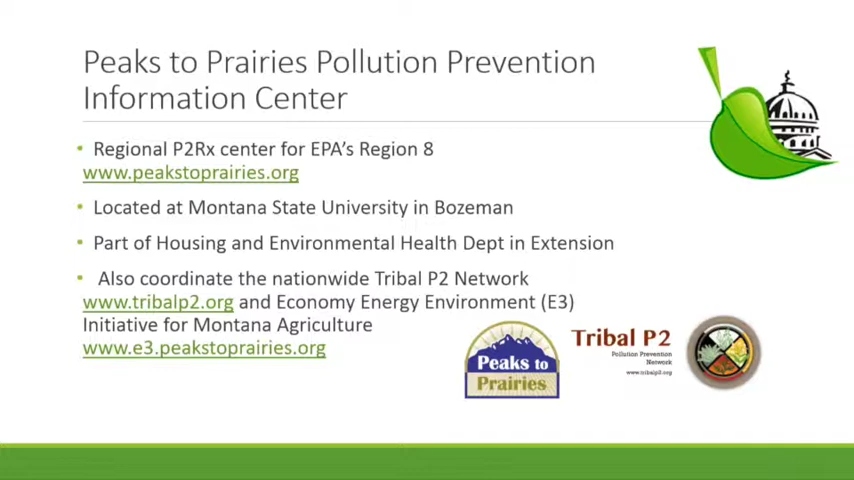 Peaks to Prairies Pollution Prevention
Information Center
• Regional P2Rx center for EPA's Region 8
www.peakstoprairies.org
• Located at Montana State University in Bozeman
• Part of Housing and Environmental Health Dept in Extension
• Also coordinate the nationwide Tribal P2 Network
www.tribalp2.org and Economy Energy Environment (E3)
Initiative for Montana Agriculture
www.e3.peakstoprairies.org
Peaks to
Prairies
Tribal P2
Pollution Prevention
Network
www.tribalp2.org